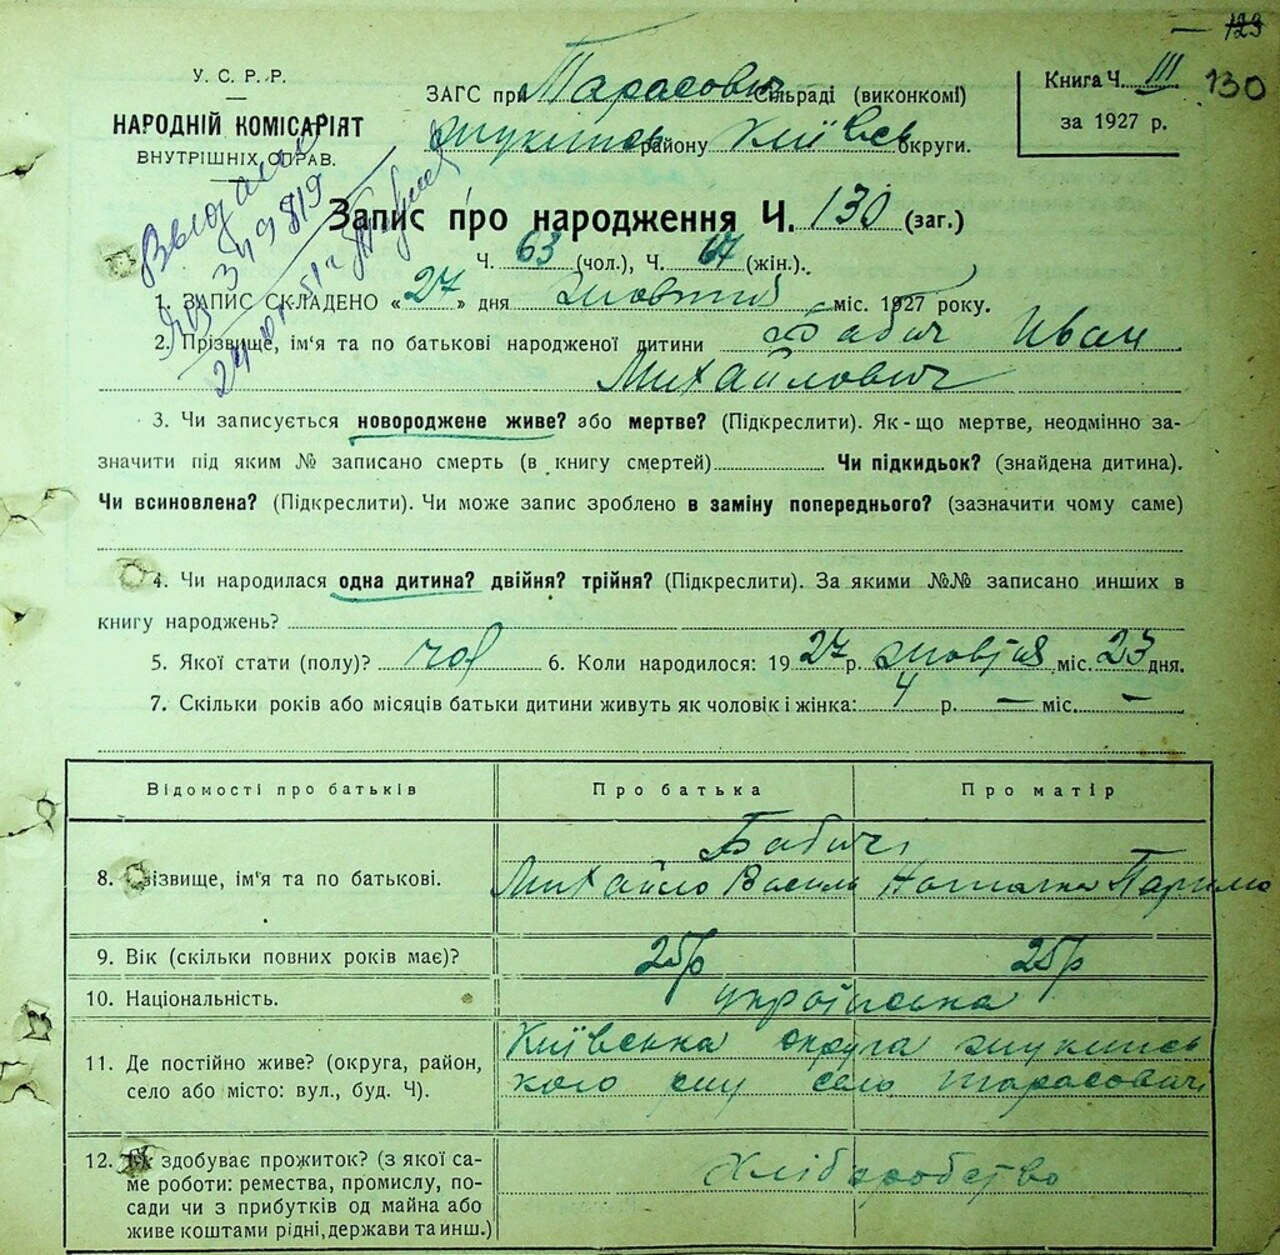 129
130
У. С. Р. Р.
НАРОДНІЙ КОМІСАРІЯТ
ВНУТРІШНІХ СПРАВ.
ЗАГС при Тарасович Сільраді (виконкомі)
району Київськ округи.
Книга Ч. III
за 1927 р.
Запис про народження Ч. 130 (заг.)
Ч. 63 (чол.), Ч. 67 (жін.).
1. ЗАПИС СКЛАДЕНО « 27 » дня жовтня міс. 1927 року.
2. Прізвище, ім'я та по батькові народженої дитини Бабич Иван
Михайлович
3. Чи записується новороджене живе? або мертве? (Підкреслити). Як-що мертве, неодмінно за-
значити під яким № записано смерть (в книгу смертей) Чи підкидьок? (знайдена дитина).
Чи всиновлена? (Підкреслити). Чи може запис зроблено в заміну попереднього? (зазначити чому саме)
4. Чи народилася одна дитина? двійня? трійня? (Підкреслити). За якими №№ записано инших в
книгу народжень?
5. Якої стати (полу)? чол 6. Коли народилося: 19 27 р. жовтня міс. 23 дня.
7. Скільки років або місяців батьки дитини живуть як чоловік і жінка: 4 р. — міс. —
Відомості про батьків Про батька Про матір
Бабичі
8. Прізвище, ім'я та по батькові. Михайло Васил
9. Вік (скільки повних років має)? 25р 25р
10. Національність. українська
11. Де постійно живе? (округа, район, Київська округа
село або місто: вул., буд. Ч). село Тарасовичі
12. здобуває прожиток? (з якої са- Хліборобство
ме роботи: ремества, промислу, по-
сади чи з прибутків од майна або
живе коштами рідні, держави та инш.)